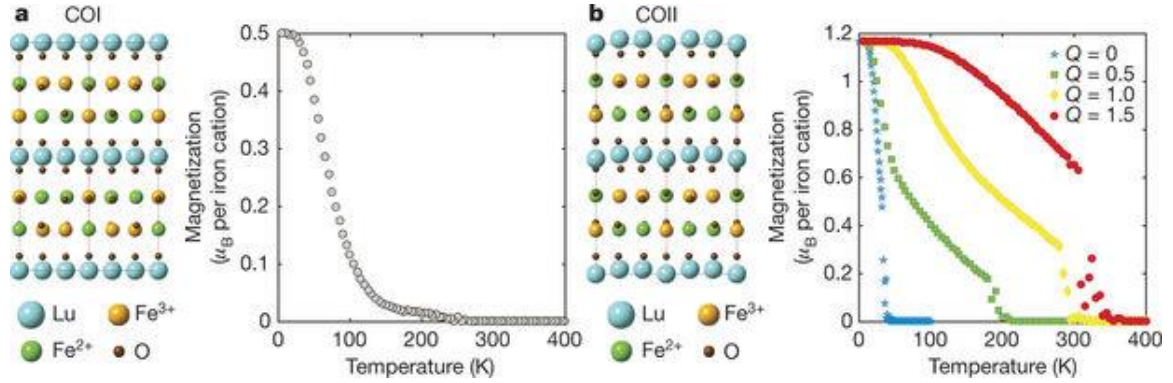 a COI
0.5
0.4
0.3
0.2
0.1
0
Magnetization
(μB per iron cation)
0 100 200 300 400
Temperature (K)
Lu Fe3+
Fe2+ O
b COII
1.2
1
0.8
0.6
0.4
0.2
0
Magnetization
(μB per iron cation)
Q = 0
Q = 0.5
Q = 1.0
Q = 1.5
0 100 200 300 400
Temperature (K)
Lu Fe3+
Fe2+ O